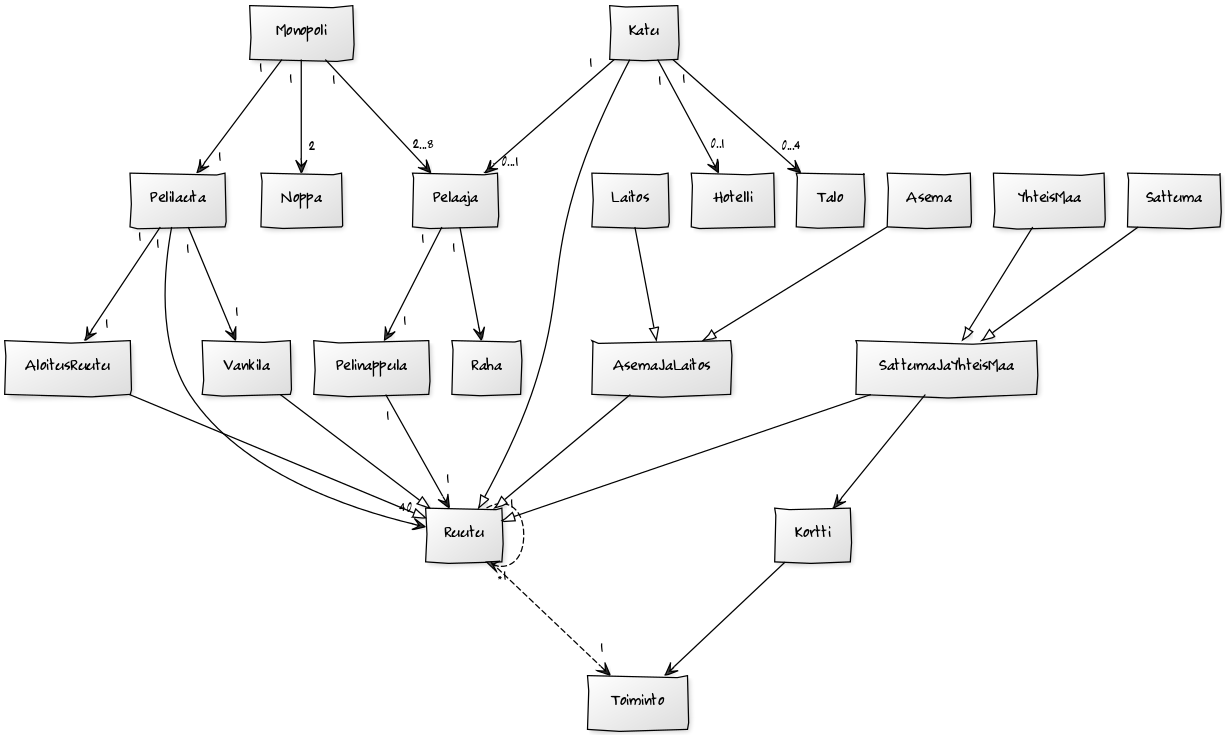 Monopoli
Katu
1
1
1
1
1
1
1
2
2...8
0...1
0..1
0...4
Pelilauta
Noppa
Pelaaja
Laitos
Hotelli
Talo
Asema
YhteisMaa
Sattuma
1
1
1
1
1
1
1
1
AloitusRuutu
Vankila
Pelinappula
Raha
AsemaJaLaitos
SattumaJaYhteisMaa
1
1
40
1
Ruutu
Kortti
1
1
Toiminto